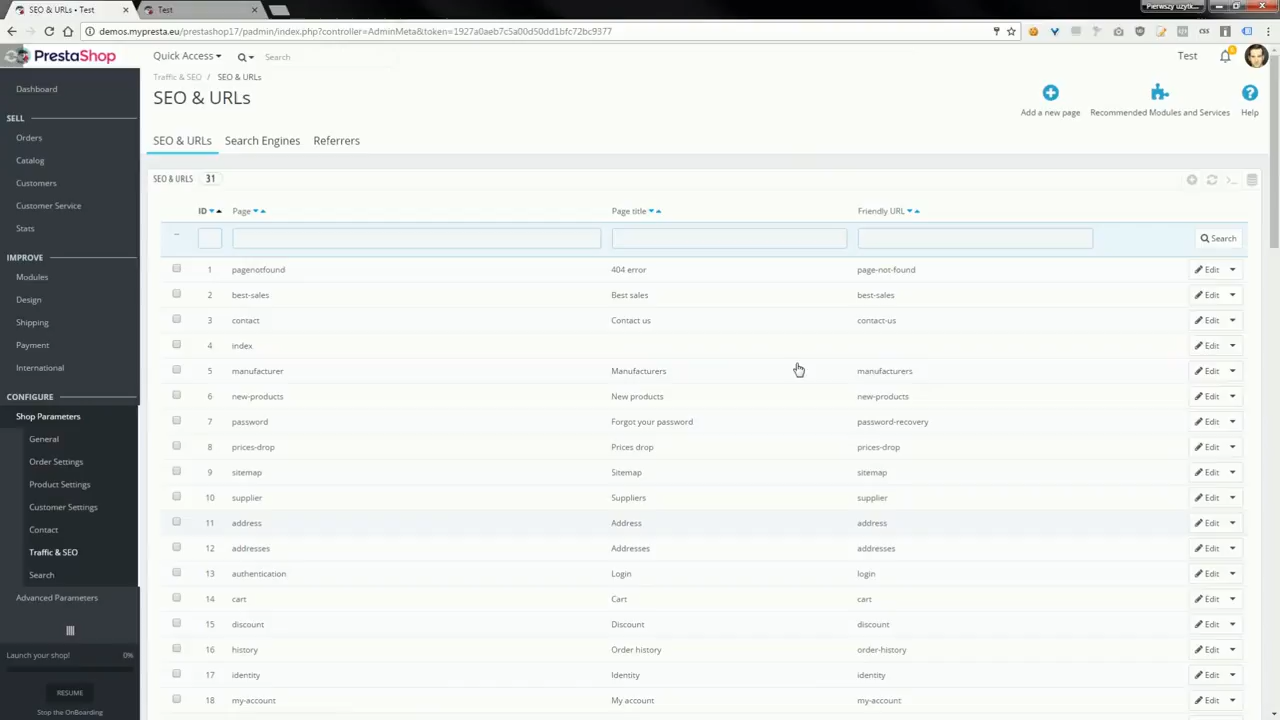 SEO & URLs • Test
Test
Pierwszy użytk...
demos.mypresta.eu/prestashop17/padmin/index.php?controller=AdminMeta&token=1927a0aeb7c5a00d50dd1bfc72bc9377
PrestaShop
Quick Access
Search
Test
Traffic & SEO / SEO & URLs
SEO & URLs
Add a new page
Recommended Modules and Services
Help
SEO & URLs
Search Engines
Referrers
SEO & URLS 31
ID Page Page title Friendly URL
-- Search
1 pagenotfound 404 error page-not-found Edit
2 best-sales Best sales best-sales Edit
3 contact Contact us contact-us Edit
4 index Edit
5 manufacturer Manufacturers manufacturers Edit
6 new-products New products new-products Edit
7 password Forgot your password password-recovery Edit
8 prices-drop Prices drop prices-drop Edit
9 sitemap Sitemap sitemap Edit
10 supplier Suppliers supplier Edit
11 address Address address Edit
12 addresses Addresses addresses Edit
13 authentication Login login Edit
14 cart Cart cart Edit
15 discount Discount discount Edit
16 history Order history order-history Edit
17 identity Identity identity Edit
18 my-account My account my-account Edit
Dashboard
SELL
Orders
Catalog
Customers
Customer Service
Stats
IMPROVE
Modules
Design
Shipping
Payment
International
CONFIGURE
Shop Parameters
General
Order Settings
Product Settings
Customer Settings
Contact
Traffic & SEO
Search
Advanced Parameters
Launch your shop! 0%
RESUME
Stop the OnBoarding